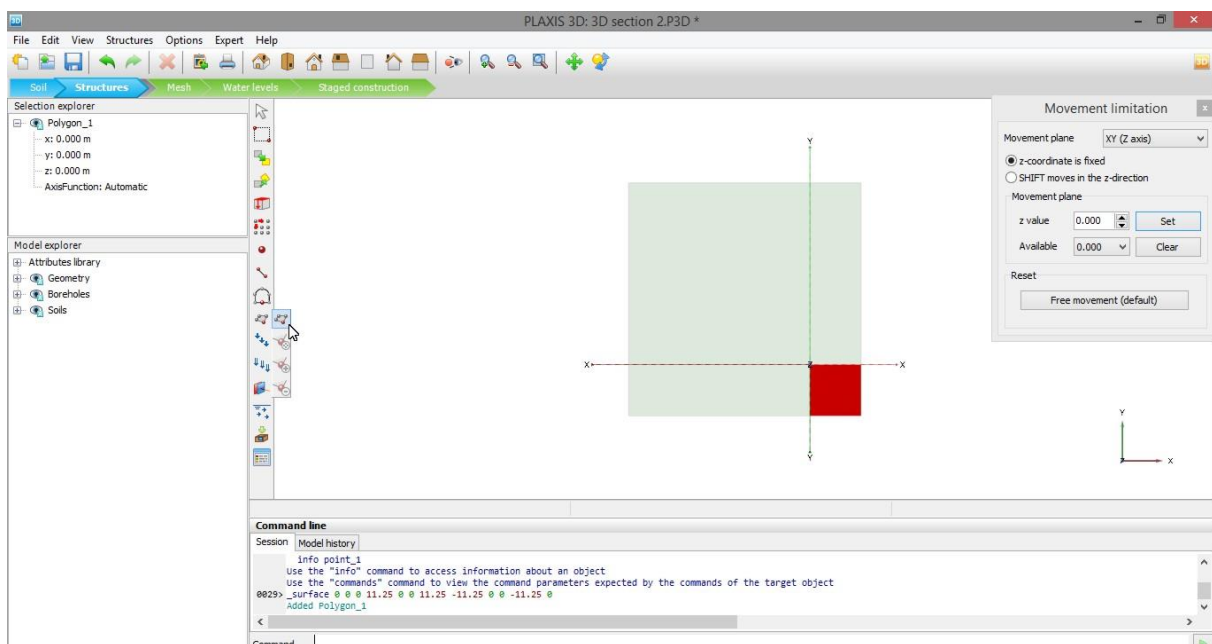 PLAXIS 3D: 3D section 2.P3D *
File Edit View Structures Options Expert Help
Soil Structures Mesh Water levels Staged construction
Selection explorer
Polygon_1
x: 0.000 m
y: 0.000 m
z: 0.000 m
AxisFunction: Automatic
Model explorer
Attributes library
Geometry
Boreholes
Soils
Y
X
Z
X
Y
Movement limitation
Movement plane XY (Z axis)
z-coordinate is fixed
SHIFT moves in the z-direction
Movement plane
z value 0.000 Set
Available 0.000 Clear
Reset
Free movement (default)
Y
Z
X
Command line
Session Model history
info point_1
Use the "info" command to access information about an object
Use the "commands" command to view the command parameters expected by the commands of the target object
0029> _surface 0 0 0 11.25 0 0 11.25 -11.25 0 0 -11.25 0
Added Polygon_1
Command